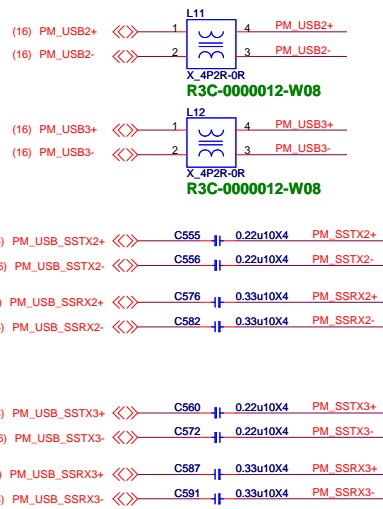 L11
(16) PM_USB2+ 1 4 PM_USB2+
(16) PM_USB2- 2 3 PM_USB2-
X_4P2R-0R
R3C-0000012-W08
L12
(16) PM_USB3+ 1 4 PM_USB3+
(16) PM_USB3- 2 3 PM_USB3-
X_4P2R-0R
R3C-0000012-W08
) PM_USB_SSTX2+ C555 0.22u10X4 PM_SSTX2+
6) PM_USB_SSTX2- C556 0.22u10X4 PM_SSTX2-
) PM_USB_SSRX2+ C576 0.33u10X4 PM_SSRX2+
) PM_USB_SSRX2- C582 0.33u10X4 PM_SSRX2-
) PM_USB_SSTX3+ C560 0.22u10X4 PM_SSTX3+
6) PM_USB_SSTX3- C572 0.22u10X4 PM_SSTX3-
) PM_USB_SSRX3+ C587 0.33u10X4 PM_SSRX3+
) PM_USB_SSRX3- C591 0.33u10X4 PM_SSRX3-